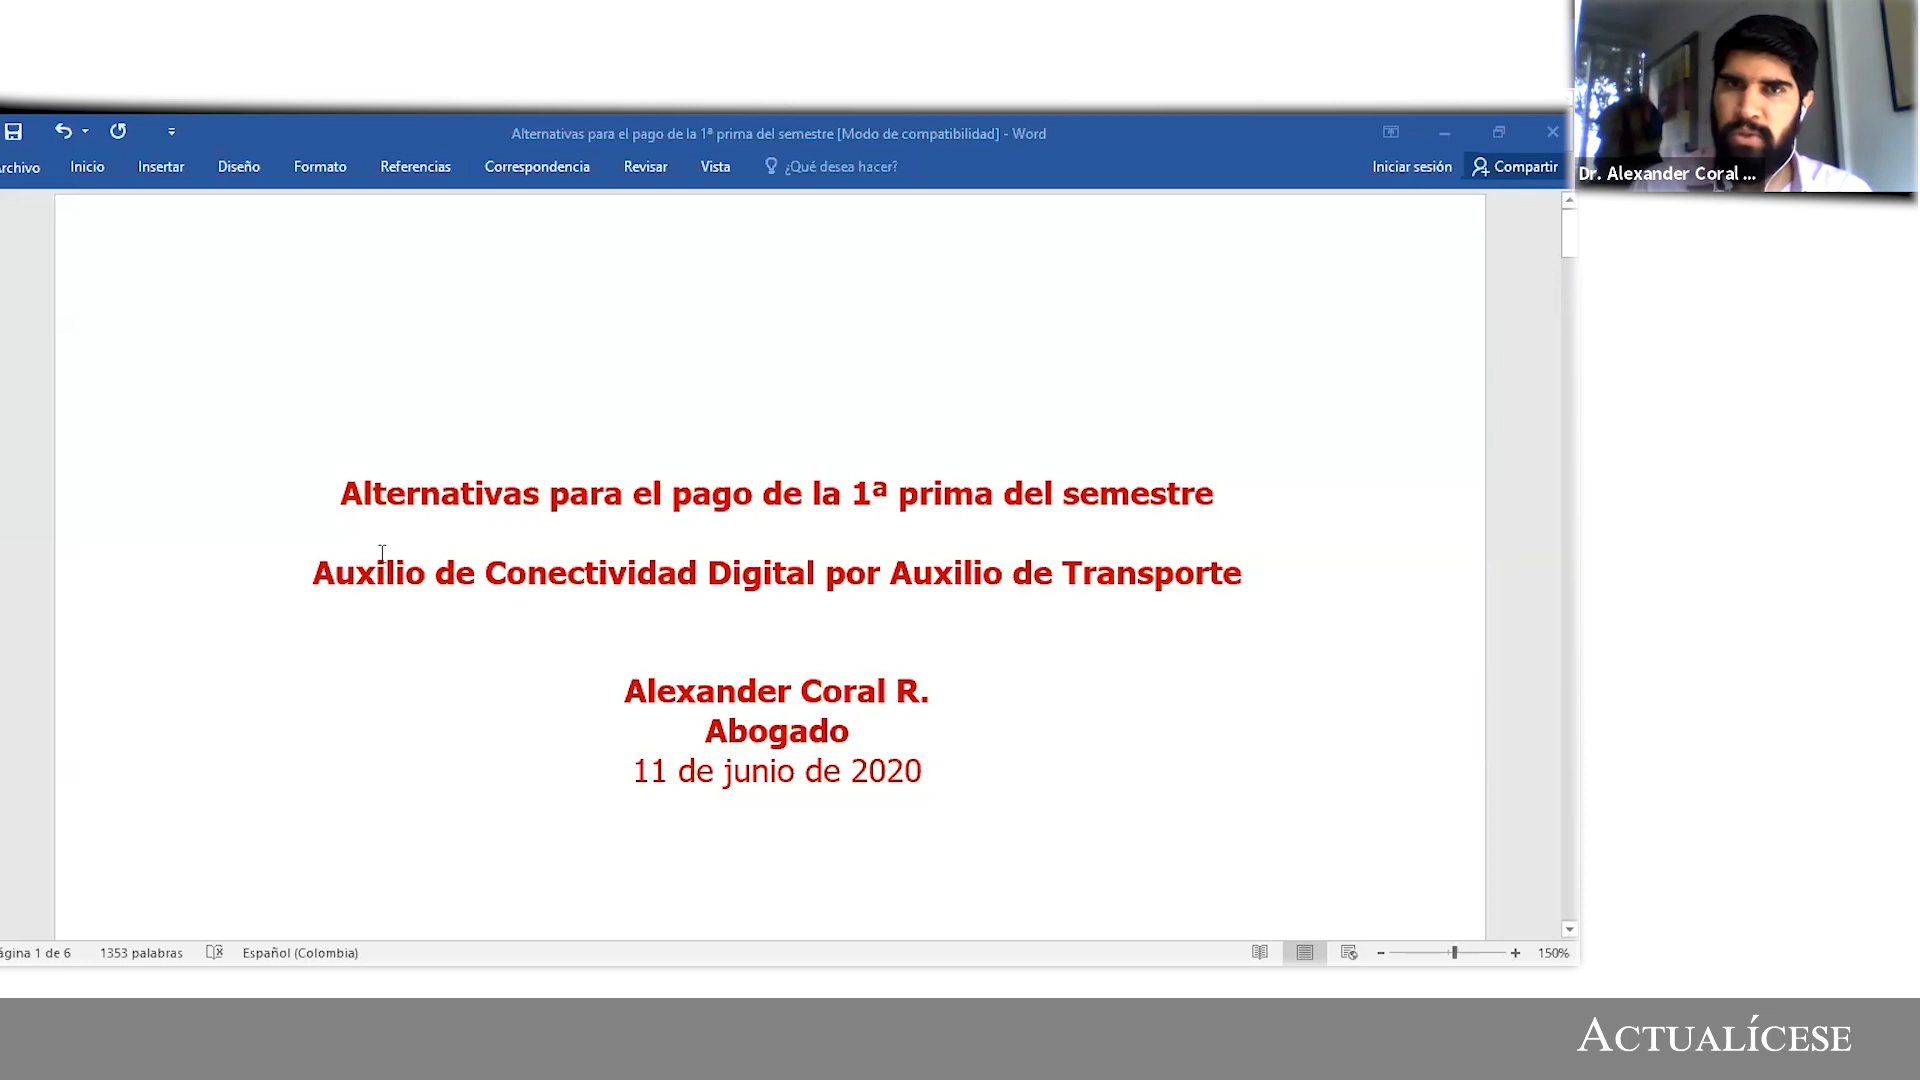 Alternativas para el pago de la 1ª prima del semestre [Modo de compatibilidad] - Word
rchivo Inicio Insertar Diseño Formato Referencias Correspondencia Revisar Vista ¿Qué desea hacer? Iniciar sesión Compartir
Dr. Alexander Coral ...
Alternativas para el pago de la 1ª prima del semestre
Auxilio de Conectividad Digital por Auxilio de Transporte
Alexander Coral R.
Abogado
11 de junio de 2020
ágina 1 de 6 1353 palabras Español (Colombia) 150%
ACTUALÍCESE